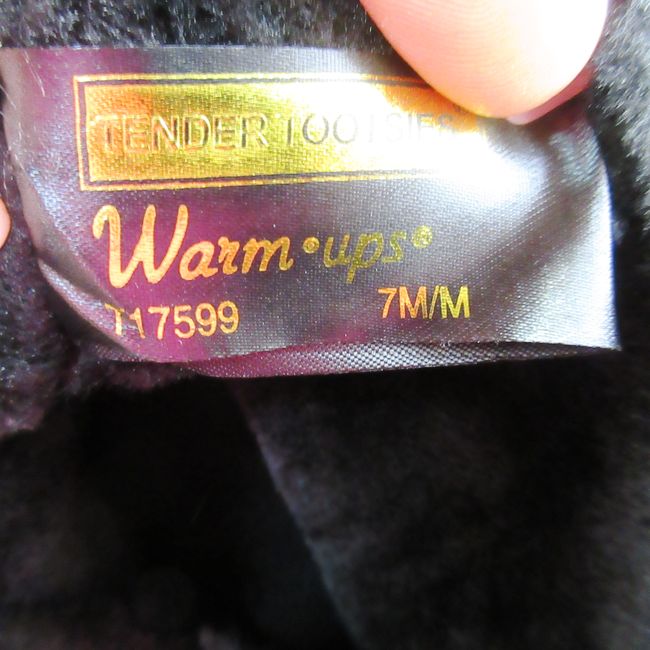 TENDER TOOTSIES
Warm•ups®
T17599 7M/M